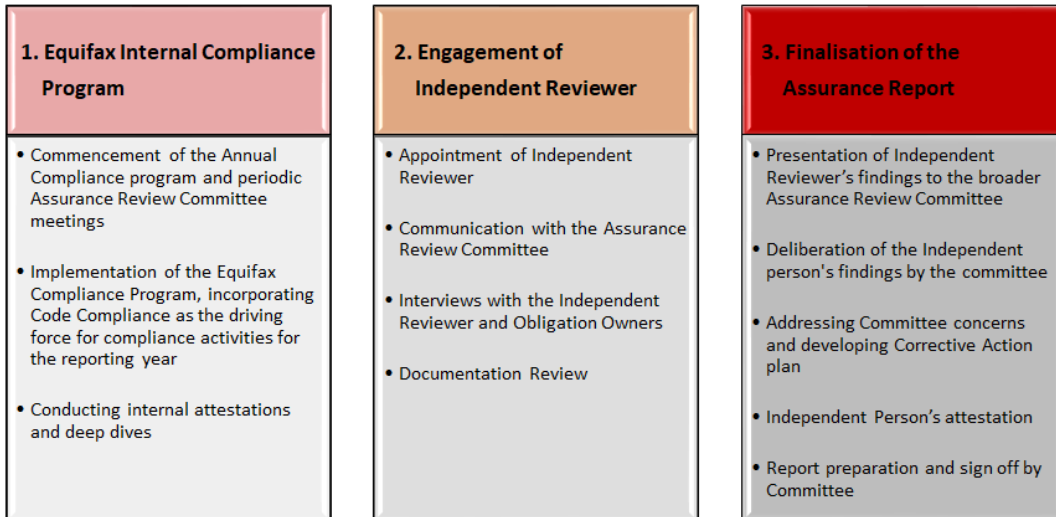 1. Equifax Internal Compliance
Program
• Commencement of the Annual
Compliance program and periodic
Assurance Review Committee
meetings
• Implementation of the Equifax
Compliance Program, incorporating
Code Compliance as the driving
force for compliance activities for
the reporting year
• Conducting internal attestations
and deep dives
2. Engagement of
Independent Reviewer
• Appointment of Independent
Reviewer
• Communication with the Assurance
Review Committee
• Interviews with the Independent
Reviewer and Obligation Owners
• Documentation Review
3. Finalisation of the
Assurance Report
• Presentation of Independent
Reviewer’s findings to the broader
Assurance Review Committee
• Deliberation of the Independent
person's findings by the committee
• Addressing Committee concerns
and developing Corrective Action
plan
• Independent Person’s attestation
• Report preparation and sign off by
Committee